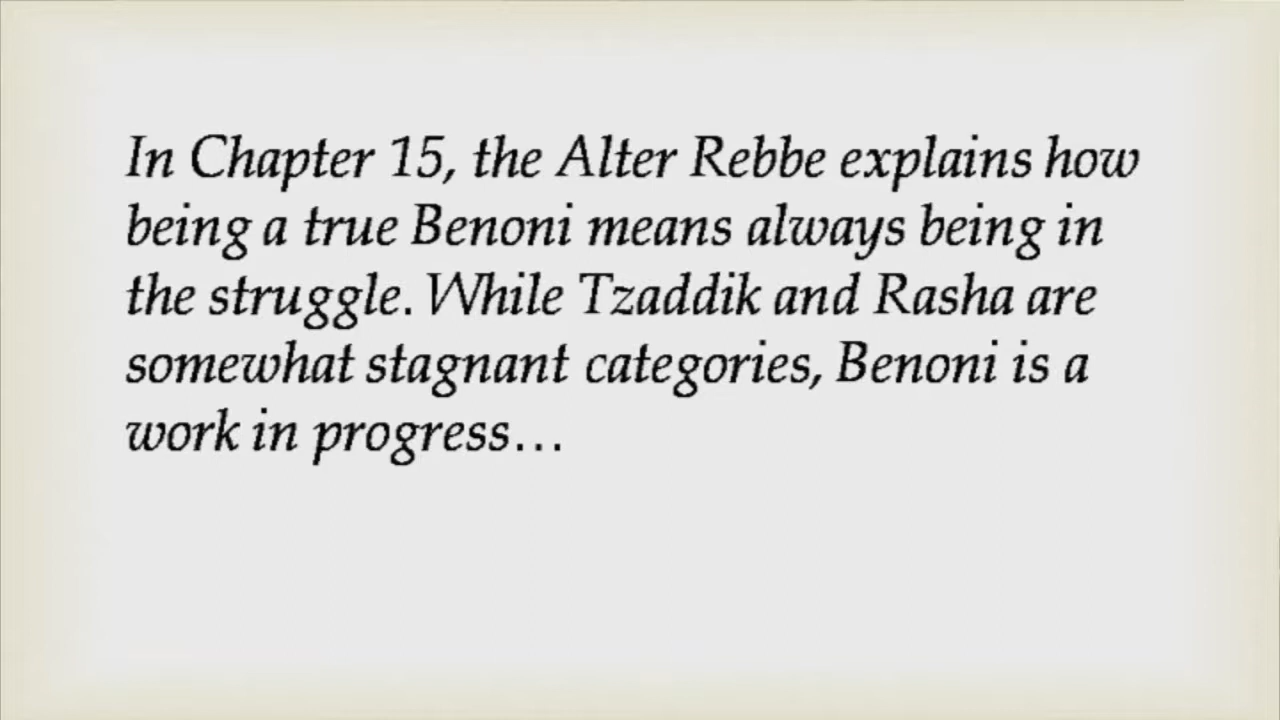 In Chapter 15, the Alter Rebbe explains how
being a true Benoni means always being in
the struggle. While Tzaddik and Rasha are
somewhat stagnant categories, Benoni is a
work in progress…